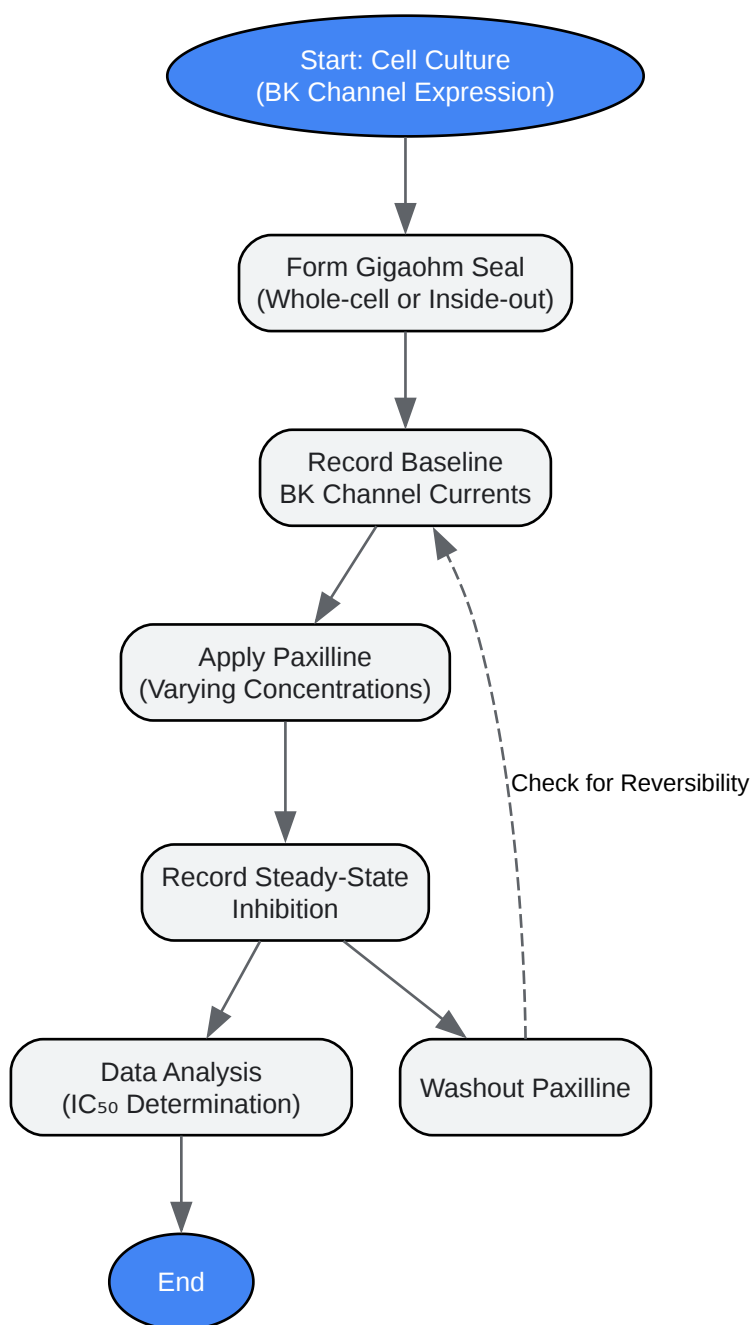 Start: Cell Culture
(BK Channel Expression)
Form Gigaohm Seal
(Whole-cell or Inside-out)
Record Baseline
BK Channel Currents
Apply Paxilline
(Varying Concentrations)
Check for Reversibility
Record Steady-State
Inhibition
Data Analysis
(IC₅₀ Determination)
Washout Paxilline
End